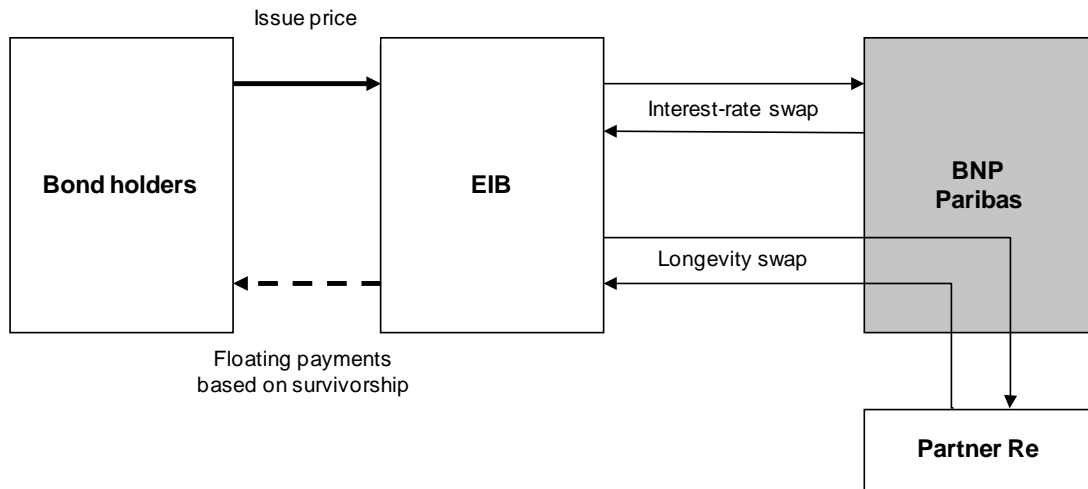 Issue price
Bond holders
EIB
Interest-rate swap
BNP
Paribas
Longevity swap
Floating payments
based on survivorship
Partner Re